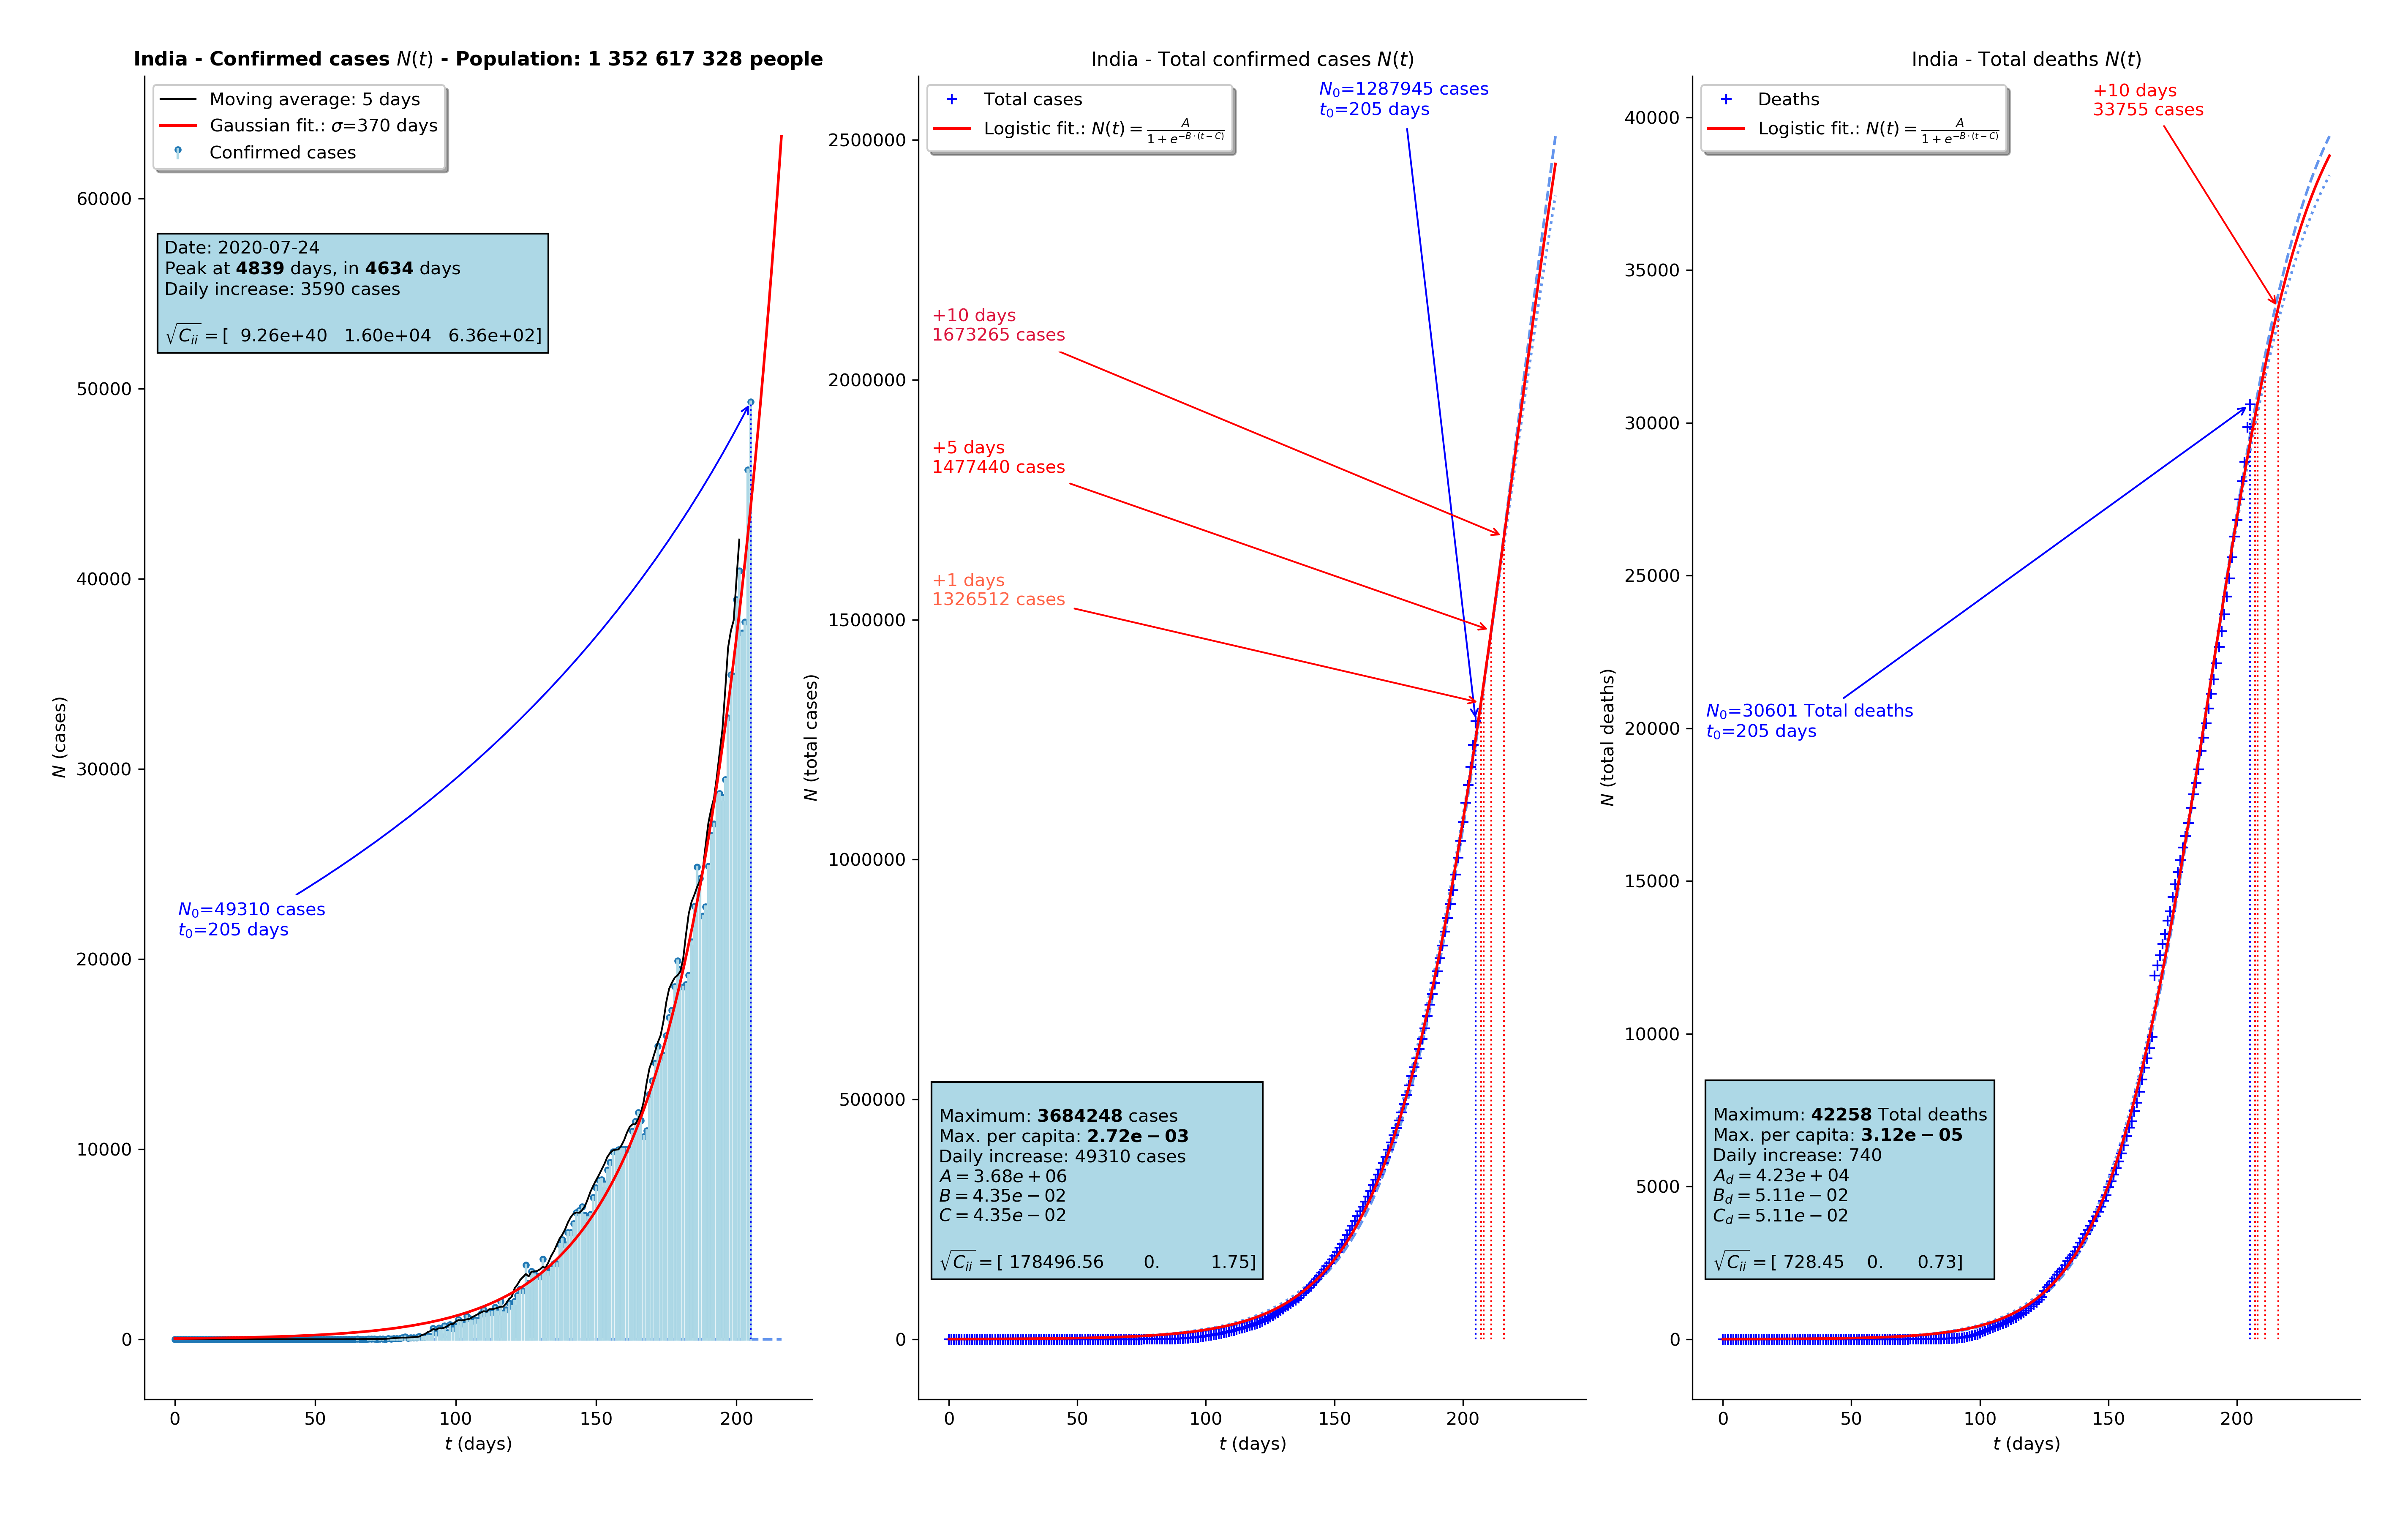 India - Confirmed cases N(t) - Population: 1 352 617 328 people
Moving average: 5 days
Gaussian fit.: σ=370 days
Confirmed cases
Date: 2020-07-24
Peak at 4839 days, in 4634 days
Daily increase: 3590 cases
√C_ii = [ 9.26e+40 1.60e+04 6.36e+02]
N₀=49310 cases
t₀=205 days
N (cases)
60000
50000
40000
30000
20000
10000
0
0 50 100 150 200
t (days)
India - Total confirmed cases N(t)
Total cases
Logistic fit.: N(t) = A / (1 + e^{−B·(t−C)})
N₀=1287945 cases
t₀=205 days
+10 days
1673265 cases
+5 days
1477440 cases
+1 days
1326512 cases
Maximum: 3684248 cases
Max. per capita: 2.72e − 03
Daily increase: 49310 cases
A = 3.68e + 06
B = 4.35e − 02
C = 4.35e − 02
√C_ii = [ 178496.56 0. 1.75]
N (total cases)
2500000
2000000
1500000
1000000
500000
0
0 50 100 150 200
t (days)
India - Total deaths N(t)
Deaths
Logistic fit.: N(t) = A / (1 + e^{−B·(t−C)})
+10 days
33755 cases
N₀=30601 Total deaths
t₀=205 days
Maximum: 42258 Total deaths
Max. per capita: 3.12e − 05
Daily increase: 740
A_d = 4.23e + 04
B_d = 5.11e − 02
C_d = 5.11e − 02
√C_ii = [ 728.45 0. 0.73]
N (total deaths)
40000
35000
30000
25000
20000
15000
10000
5000
0
0 50 100 150 200
t (days)